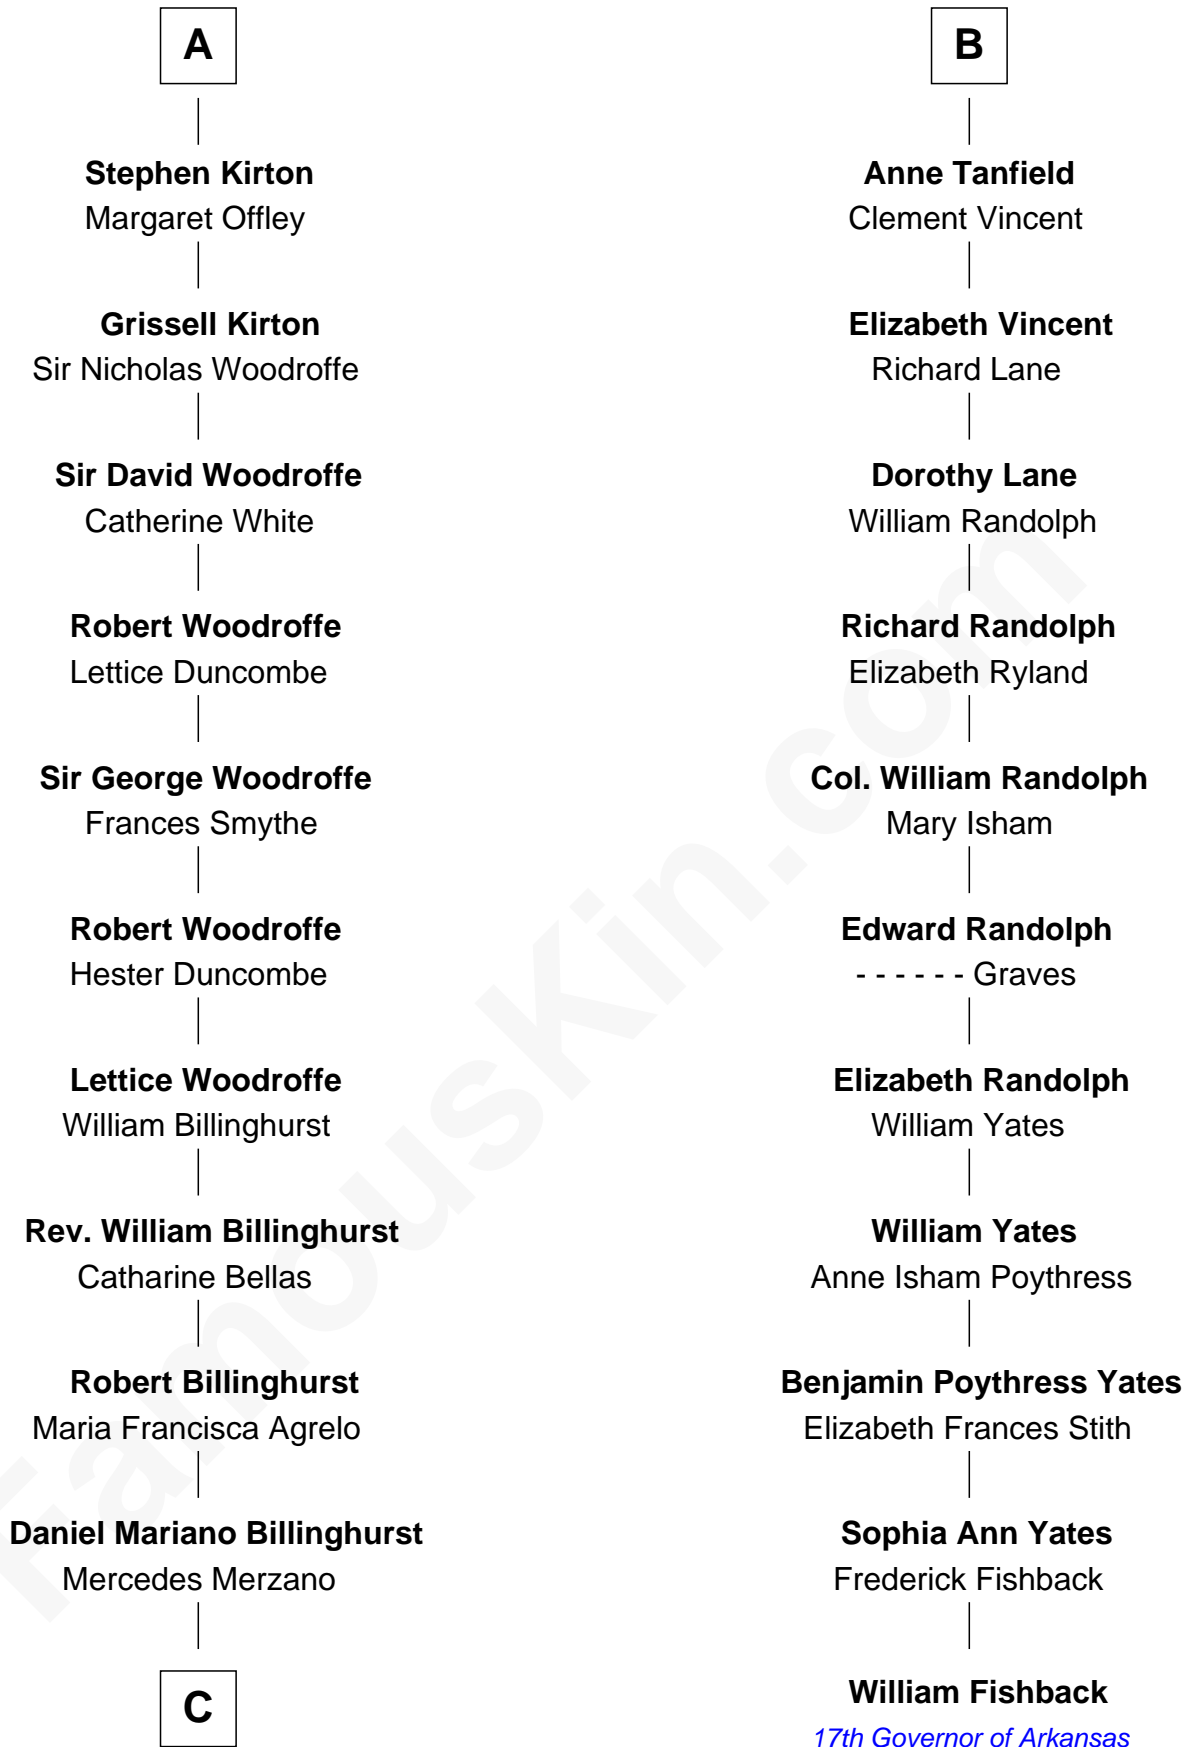 A
Stephen Kirton
Margaret Offley
Grissell Kirton
Sir Nicholas Woodroffe
Sir David Woodroffe
Catherine White
Robert Woodroffe
Lettice Duncombe
Sir George Woodroffe
Frances Smythe
Robert Woodroffe
Hester Duncombe
Lettice Woodroffe
William Billinghurst
Rev. William Billinghurst
Catharine Bellas
Robert Billinghurst
Maria Francisca Agrelo
Daniel Mariano Billinghurst
Mercedes Merzano
C
B
Anne Tanfield
Clement Vincent
Elizabeth Vincent
Richard Lane
Dorothy Lane
William Randolph
Richard Randolph
Elizabeth Ryland
Col. William Randolph
Mary Isham
Edward Randolph
- - - - - - Graves
Elizabeth Randolph
William Yates
William Yates
Anne Isham Poythress
Benjamin Poythress Yates
Elizabeth Frances Stith
Sophia Ann Yates
Frederick Fishback
William Fishback
17th Governor of Arkansas
FamousKin.com